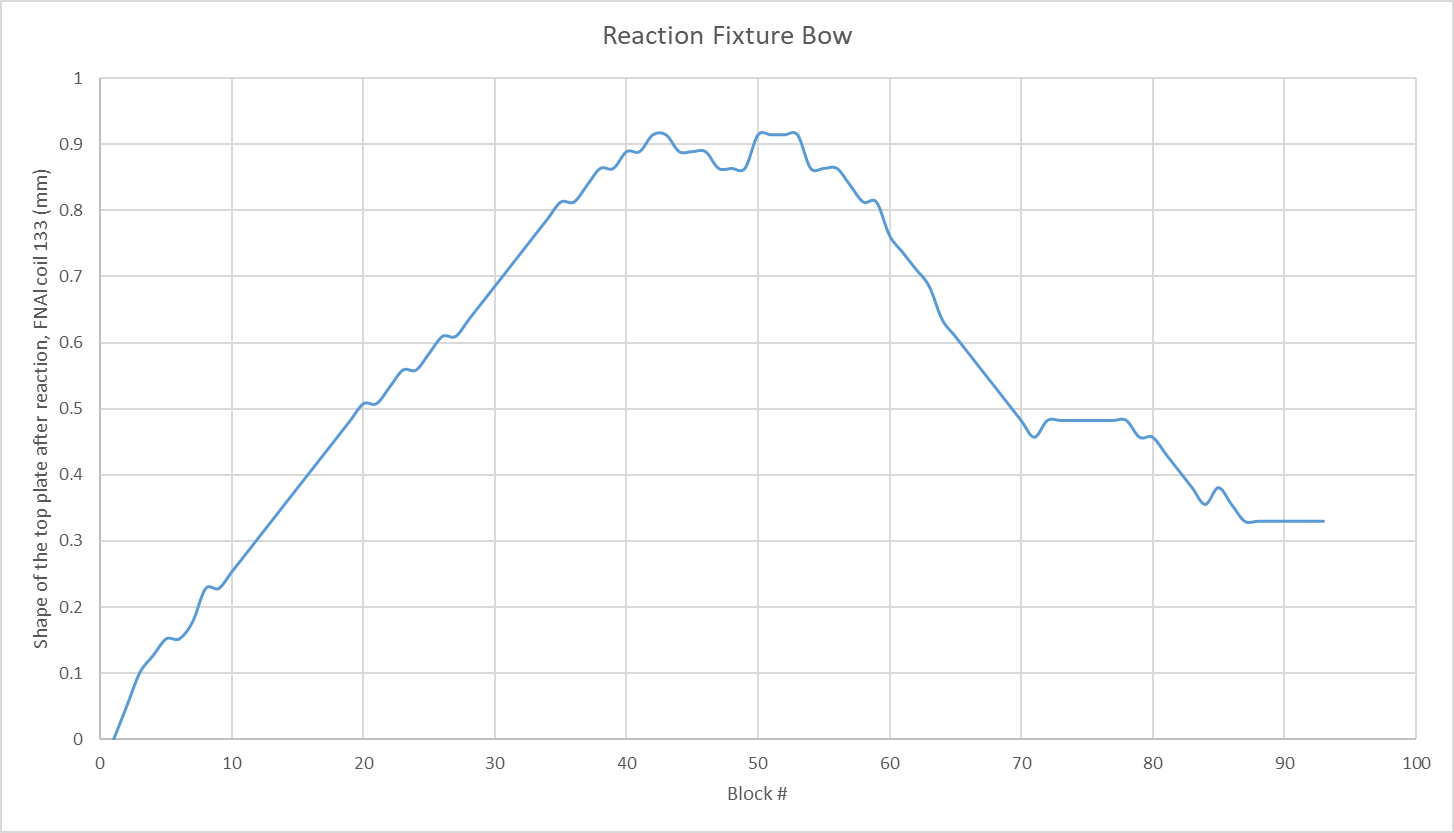 Reaction Fixture Bow
Shape of the top plate after reaction, FNAl coil 133 (mm)
1
0.9
0.8
0.7
0.6
0.5
0.4
0.3
0.2
0.1
0
0 10 20 30 40 50 60 70 80 90 100
Block #